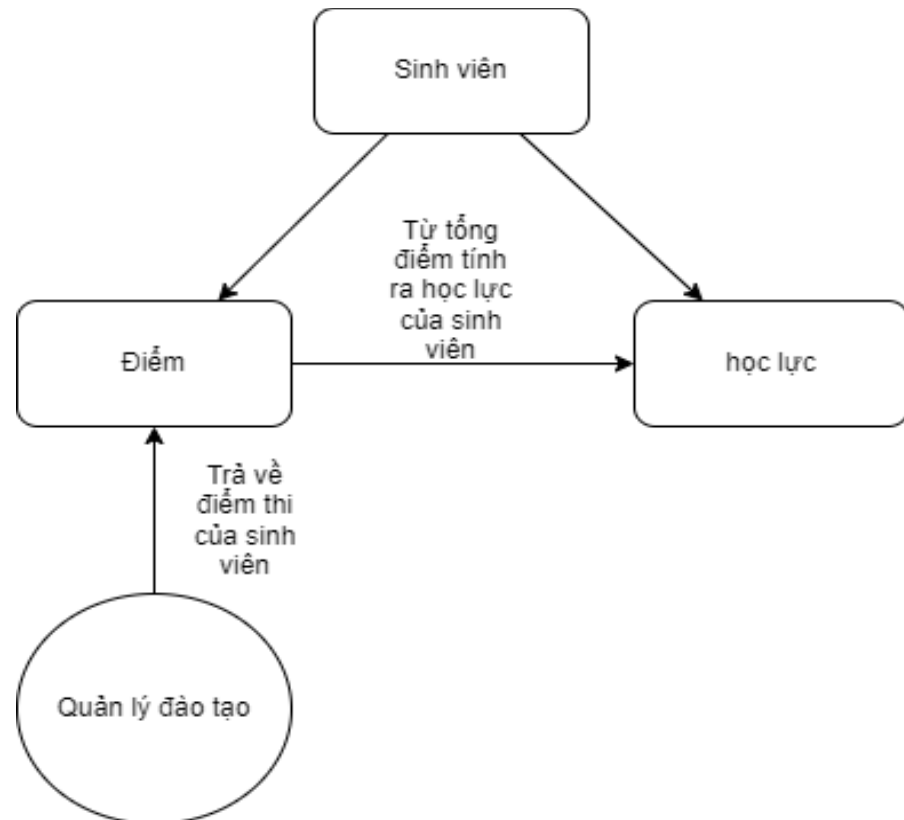 Sinh viên
Từ tổng
điểm tính
ra học lực
của sinh
viên
Điểm
học lực
Trả về
điểm thi
của sinh
viên
Quản lý đào tạo